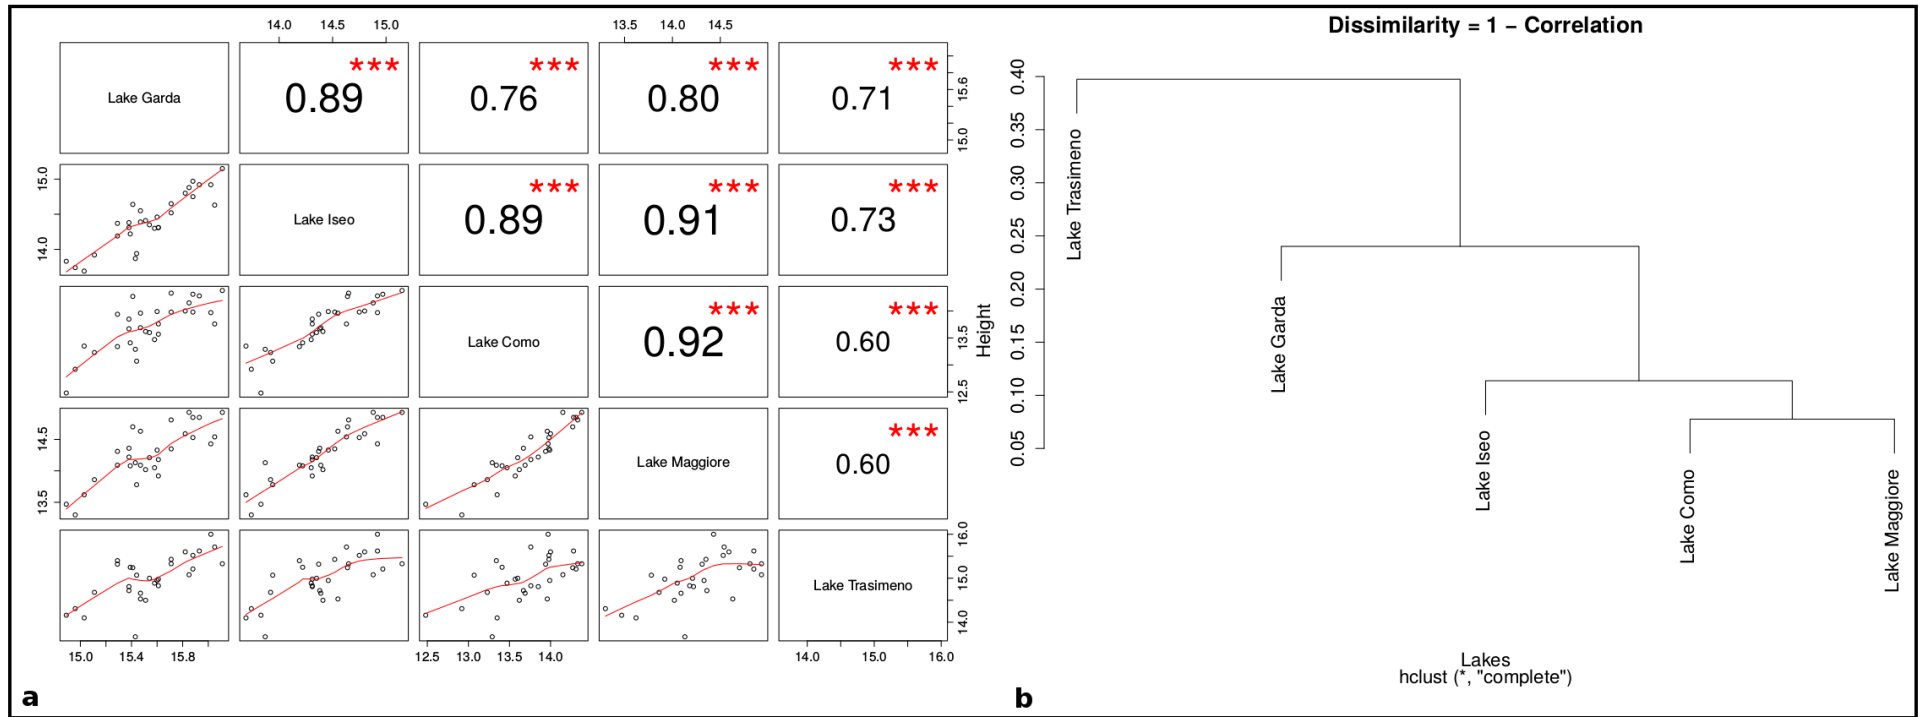 14.0 14.5 15.0 13.5 14.0 14.5
Lake Garda *** 0.89 *** 0.76 *** 0.80 *** 0.71 15.0 15.6
14.0 15.0 Lake Iseo *** 0.89 *** 0.91 *** 0.73
Lake Como *** 0.92 *** 0.60 12.5 13.5
13.5 14.5 Lake Maggiore *** 0.60
Lake Trasimeno 14.0 15.0 16.0
15.0 15.4 15.8 12.5 13.0 13.5 14.0 14.0 15.0 16.0
a
Dissimilarity = 1 − Correlation
Height
0.40
0.35
0.30
0.25
0.20
0.15
0.10
0.05
Lake Trasimeno
Lake Garda
Lake Iseo
Lake Como
Lake Maggiore
Lakes
hclust (*, "complete")
b